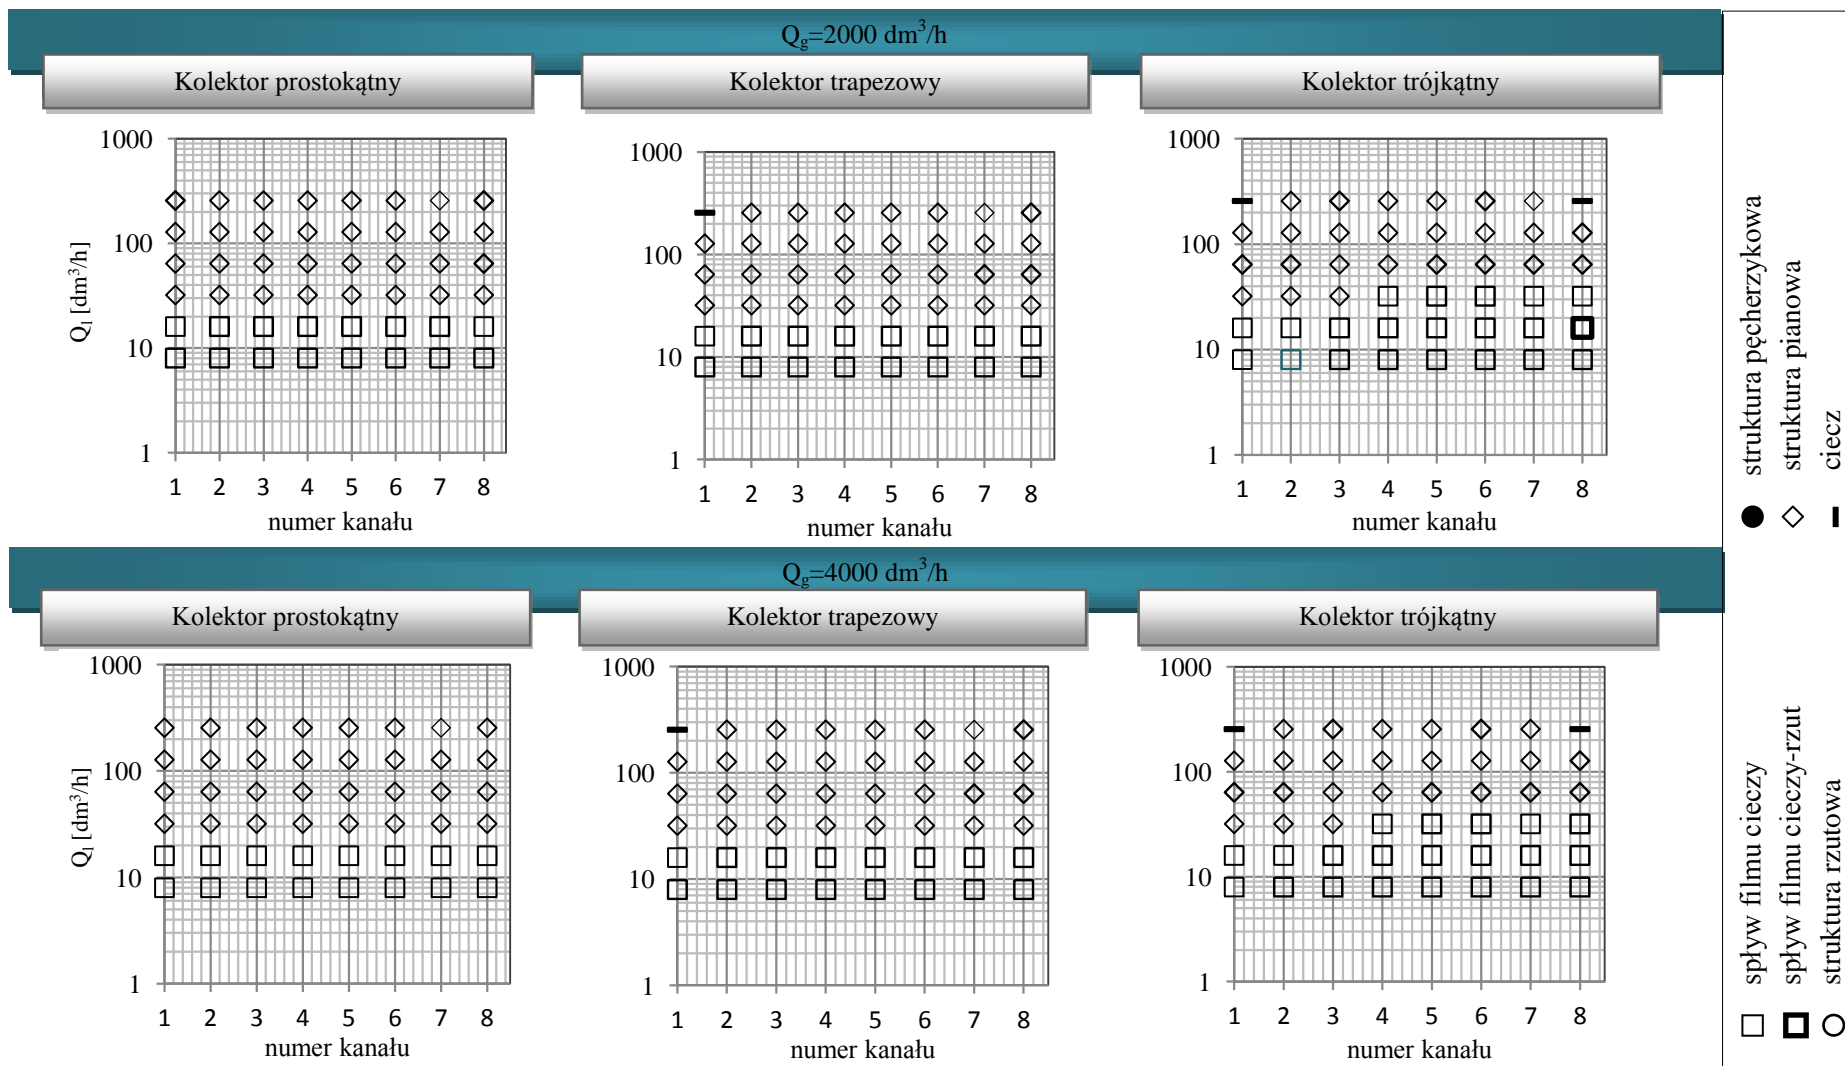 Qg=2000 dm³/h
Kolektor prostokątny
Kolektor trapezowy
Kolektor trójkątny
1000
100
10
1
Ql [dm³/h]
1 2 3 4 5 6 7 8
numer kanału
1000
100
10
1
1 2 3 4 5 6 7 8
numer kanału
1000
100
10
1
1 2 3 4 5 6 7 8
numer kanału
Qg=4000 dm³/h
Kolektor prostokątny
Kolektor trapezowy
Kolektor trójkątny
1000
100
10
1
Ql [dm³/h]
1 2 3 4 5 6 7 8
numer kanału
1000
100
10
1
1 2 3 4 5 6 7 8
numer kanału
1000
100
10
1
1 2 3 4 5 6 7 8
numer kanału
struktura pęcherzykowa
struktura pianowa
ciecz
spływ filmu cieczy
spływ filmu cieczy-rzut
struktura rzutowa